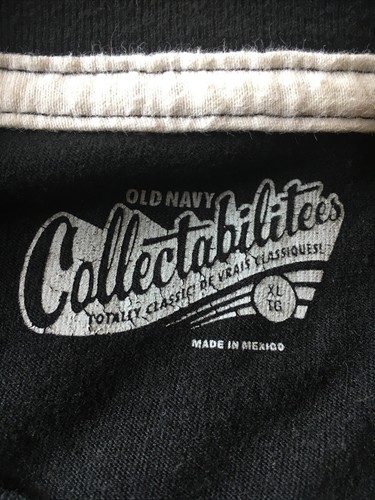 OLD NAVY
Collectabilitees
TOTALLY CLASSIC! DE VRAIS CLASSIQUES!
XL
TG
MADE IN MEXICO